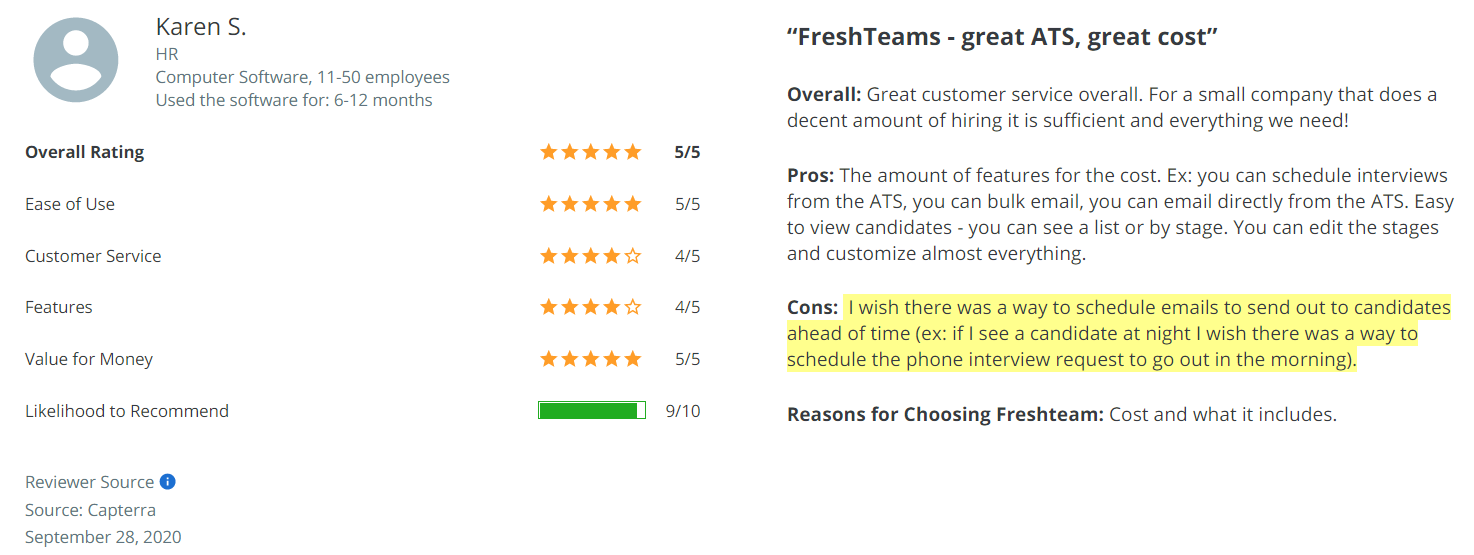 Karen S.
HR
Computer Software, 11-50 employees
Used the software for: 6-12 months
Overall Rating 5/5
Ease of Use 5/5
Customer Service 4/5
Features 4/5
Value for Money 5/5
Likelihood to Recommend 9/10
Reviewer Source
Source: Capterra
September 28, 2020
“FreshTeams - great ATS, great cost”
Overall: Great customer service overall. For a small company that does a
decent amount of hiring it is sufficient and everything we need!
Pros: The amount of features for the cost. Ex: you can schedule interviews
from the ATS, you can bulk email, you can email directly from the ATS. Easy
to view candidates - you can see a list or by stage. You can edit the stages
and customize almost everything.
Cons: I wish there was a way to schedule emails to send out to candidates
ahead of time (ex: if I see a candidate at night I wish there was a way to
schedule the phone interview request to go out in the morning).
Reasons for Choosing Freshteam: Cost and what it includes.